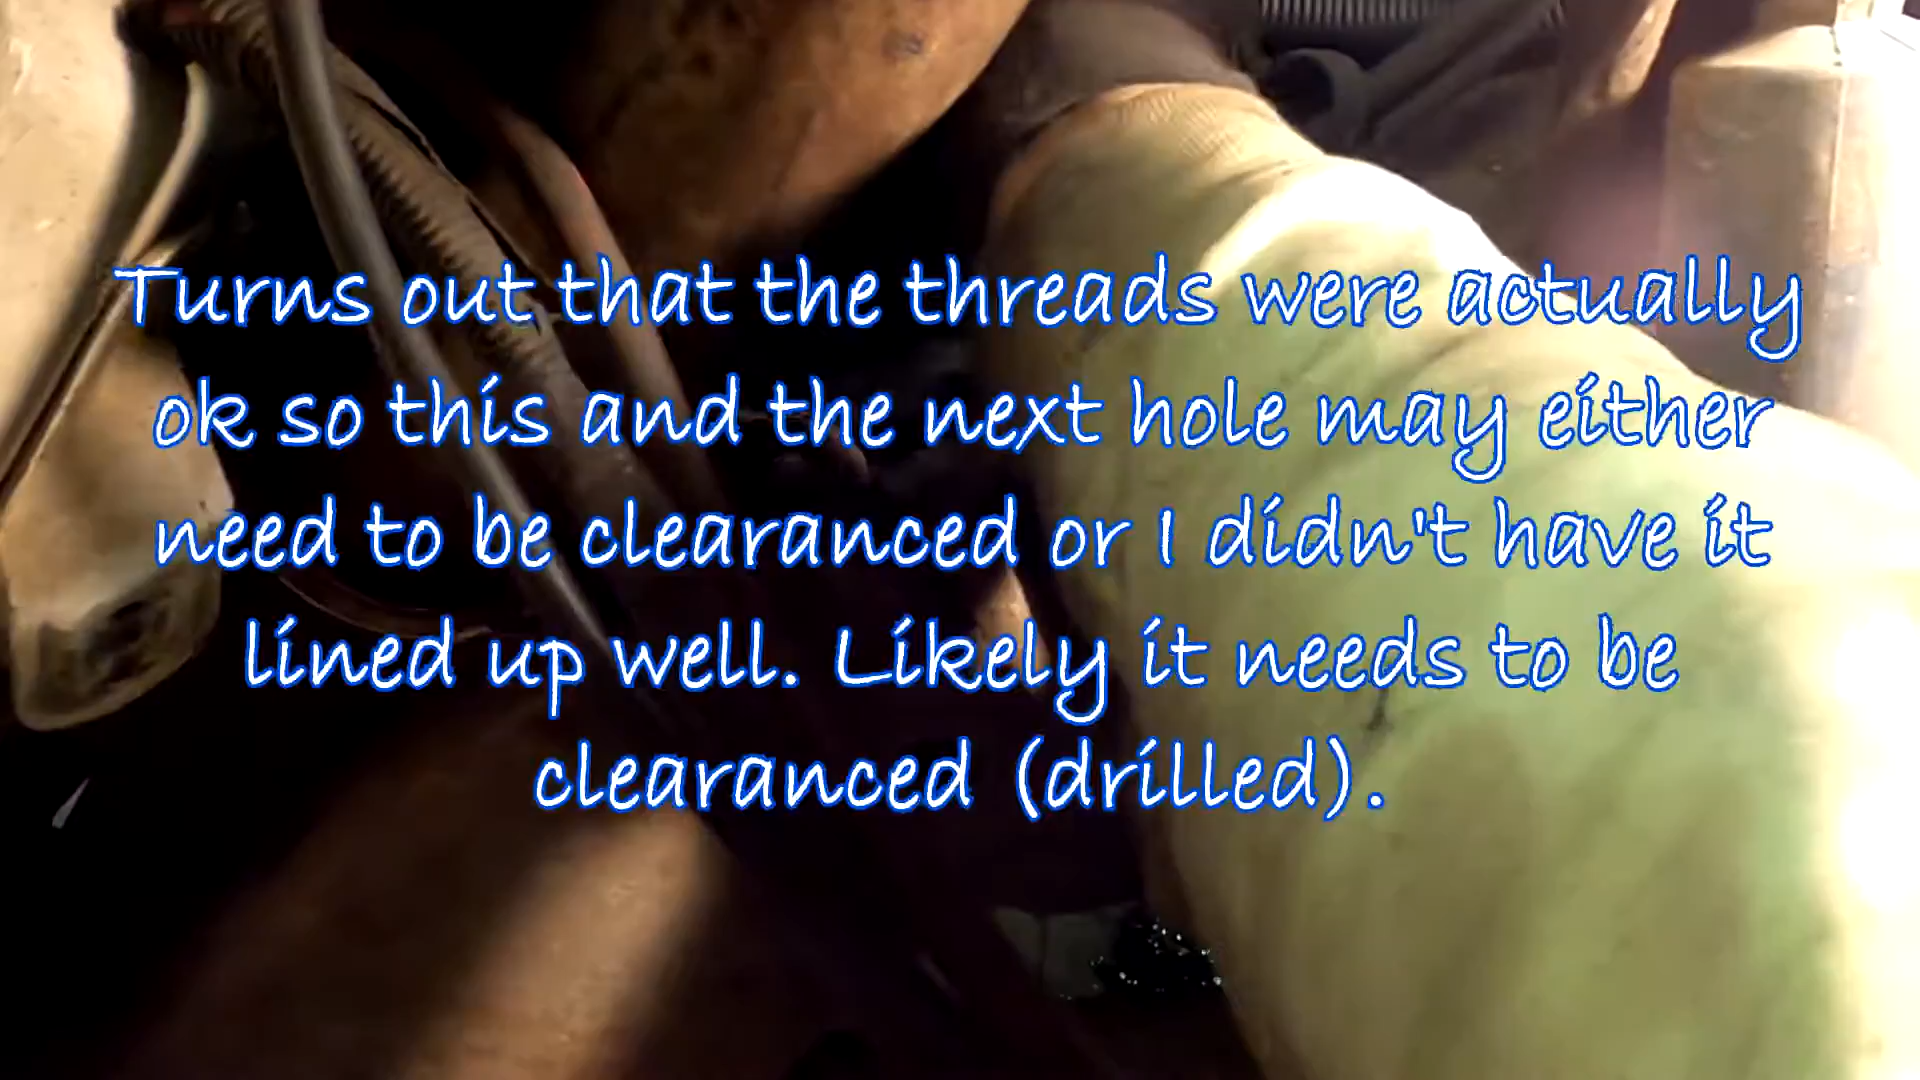 Turns out that the threads were actually
ok so this and the next hole may either
need to be clearanced or I didn't have it
lined up well. Likely it needs to be
clearanced (drilled).